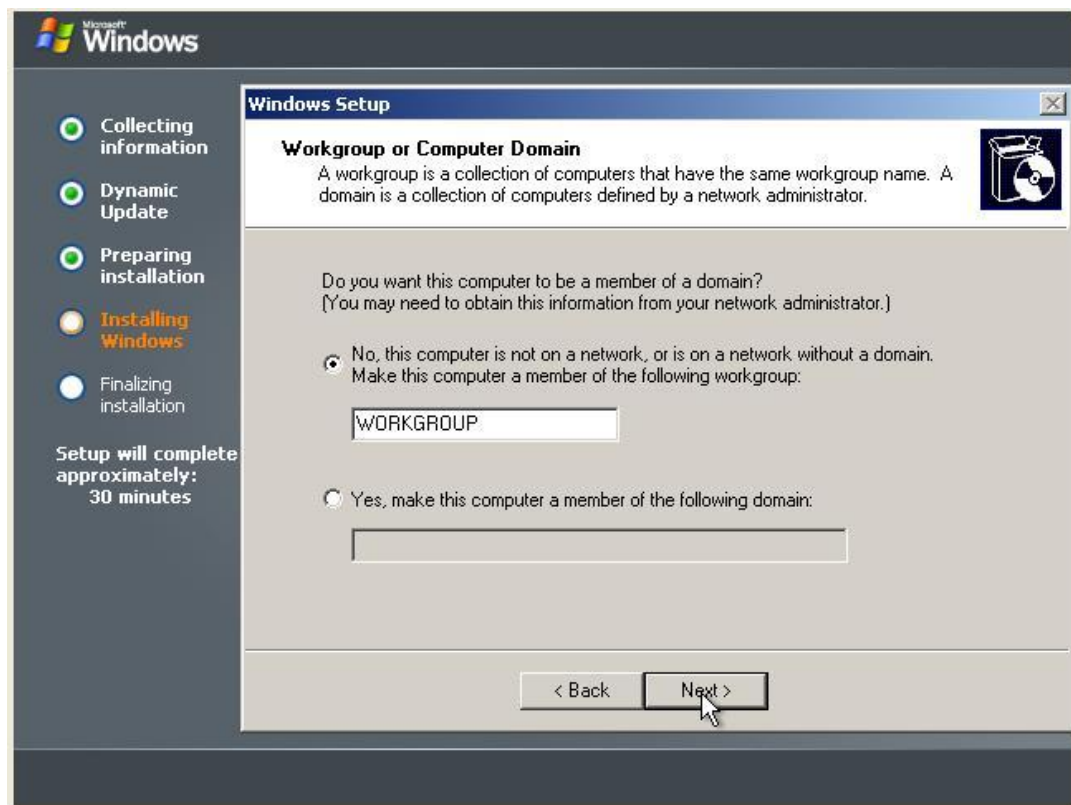 Microsoft
Windows
Collecting
information
Dynamic
Update
Preparing
installation
Installing
Windows
Finalizing
installation
Setup will complete
approximately:
30 minutes
Windows Setup
Workgroup or Computer Domain
A workgroup is a collection of computers that have the same workgroup name. A
domain is a collection of computers defined by a network administrator.
Do you want this computer to be a member of a domain?
(You may need to obtain this information from your network administrator.)
No, this computer is not on a network, or is on a network without a domain.
Make this computer a member of the following workgroup:
WORKGROUP
Yes, make this computer a member of the following domain:
< Back
Next >